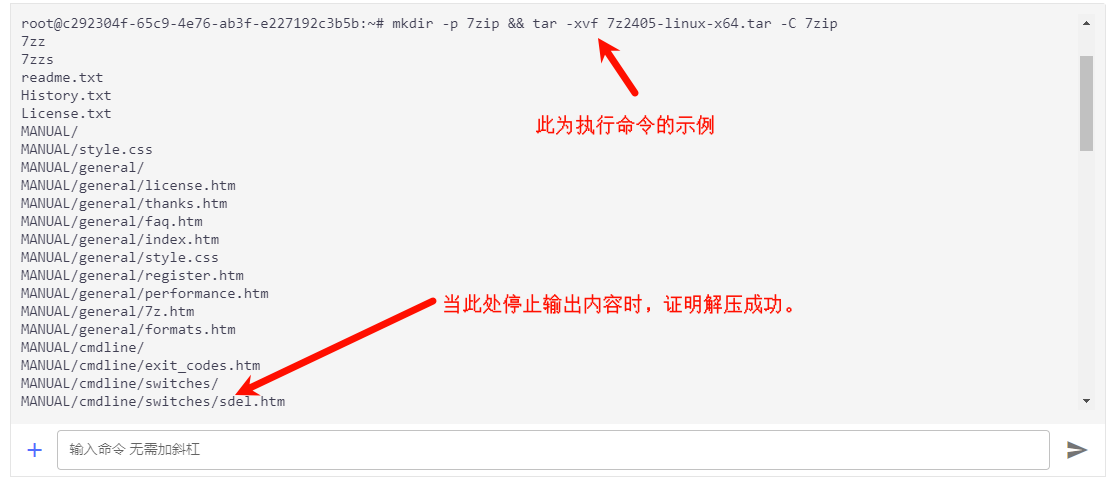 root@c292304f-65c9-4e76-ab3f-e227192c3b5b:~# mkdir -p 7zip && tar -xvf 7z2405-linux-x64.tar -C 7zip
7zz
7zzs
readme.txt
History.txt
License.txt
此为执行命令的示例
MANUAL/
MANUAL/style.css
MANUAL/general/
MANUAL/general/license.htm
MANUAL/general/thanks.htm
MANUAL/general/faq.htm
MANUAL/general/index.htm
MANUAL/general/style.css
MANUAL/general/register.htm
MANUAL/general/performance.htm
当此处停止输出内容时，证明解压成功。
MANUAL/general/7z.htm
MANUAL/general/formats.htm
MANUAL/cmdline/
MANUAL/cmdline/exit_codes.htm
MANUAL/cmdline/switches/
MANUAL/cmdline/switches/sdel.htm
输入命令 无需加斜杠